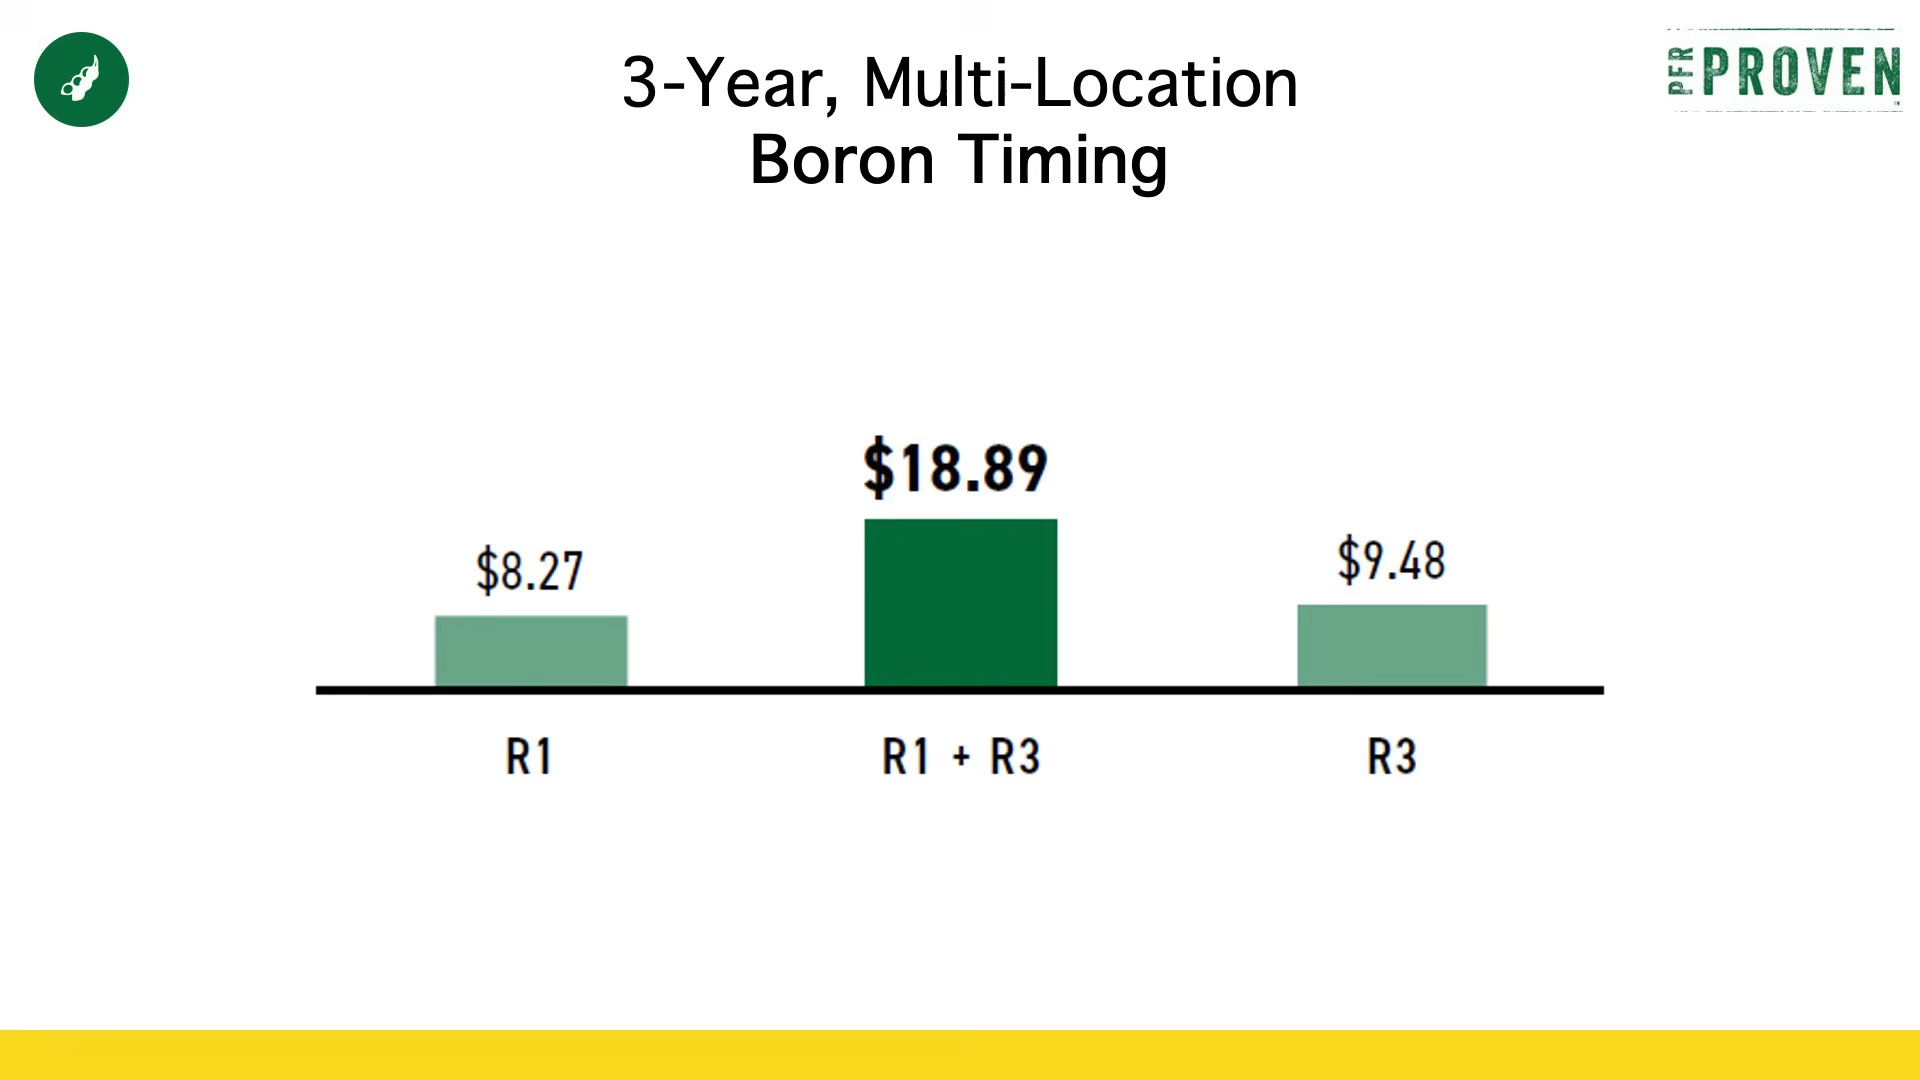 3-Year, Multi-Location
Boron Timing
PFR PROVEN
$8.27
$18.89
$9.48
R1
R1 + R3
R3